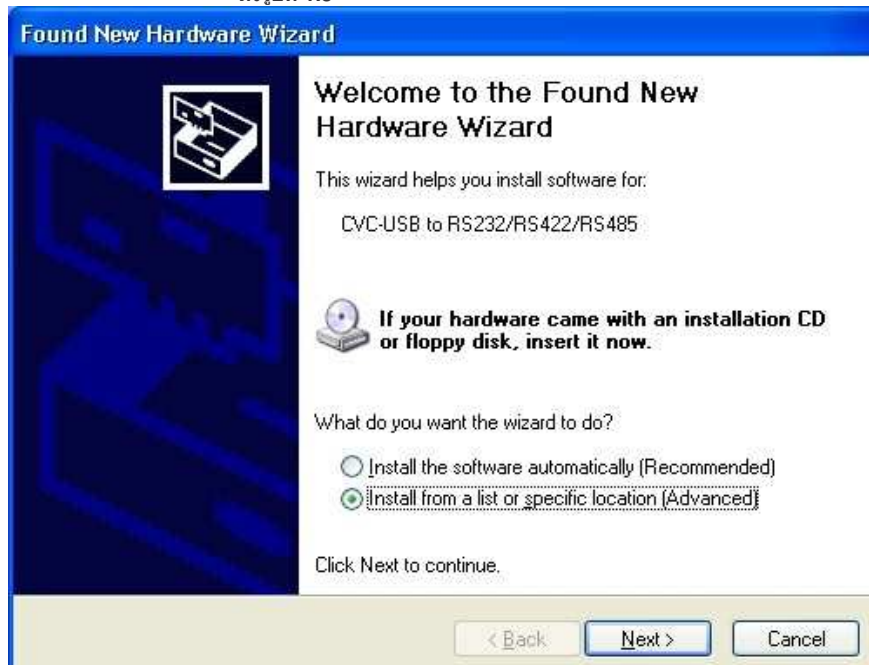 Found New Hardware Wizard
Welcome to the Found New
Hardware Wizard
This wizard helps you install software for:
CVC-USB to RS232/RS422/RS485
If your hardware came with an installation CD
or floppy disk, insert it now.
What do you want the wizard to do?
Install the software automatically (Recommended)
Install from a list or specific location (Advanced)
Click Next to continue.
< Back Next > Cancel